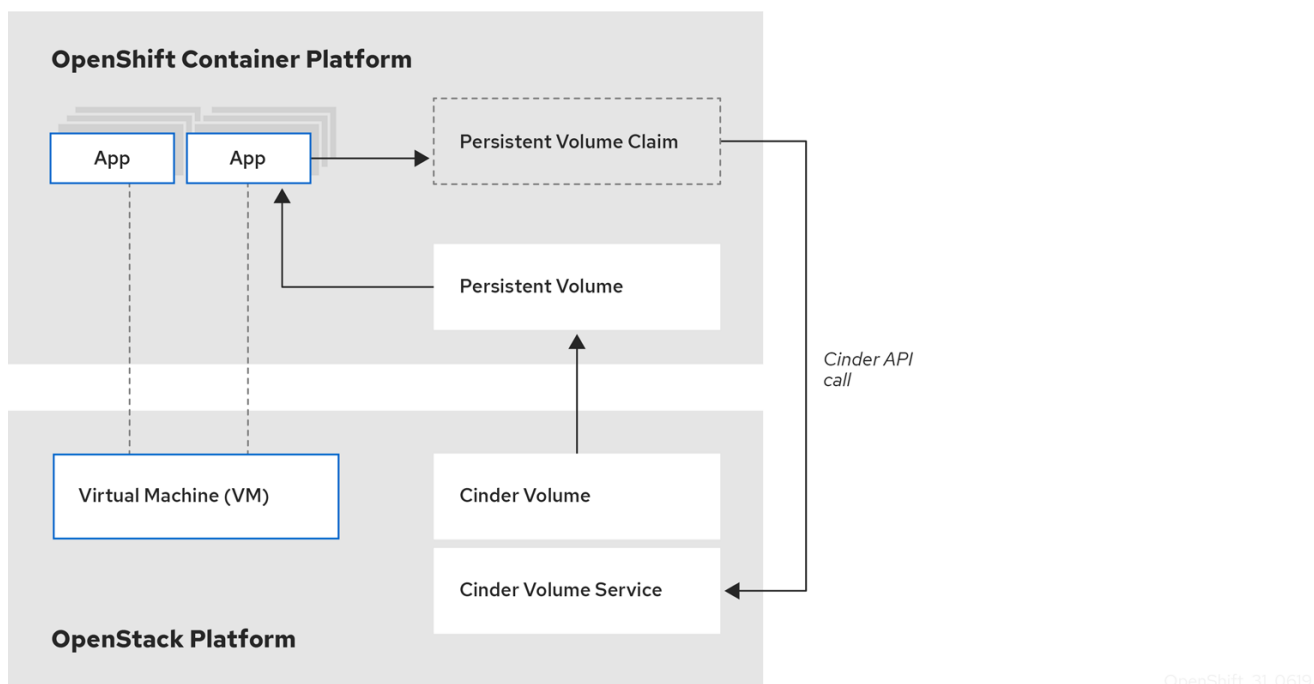 OpenShift Container Platform
App
App
Persistent Volume Claim
Persistent Volume
Cinder API
call
Virtual Machine (VM)
Cinder Volume
Cinder Volume Service
OpenStack Platform
OpenShift_31_0619